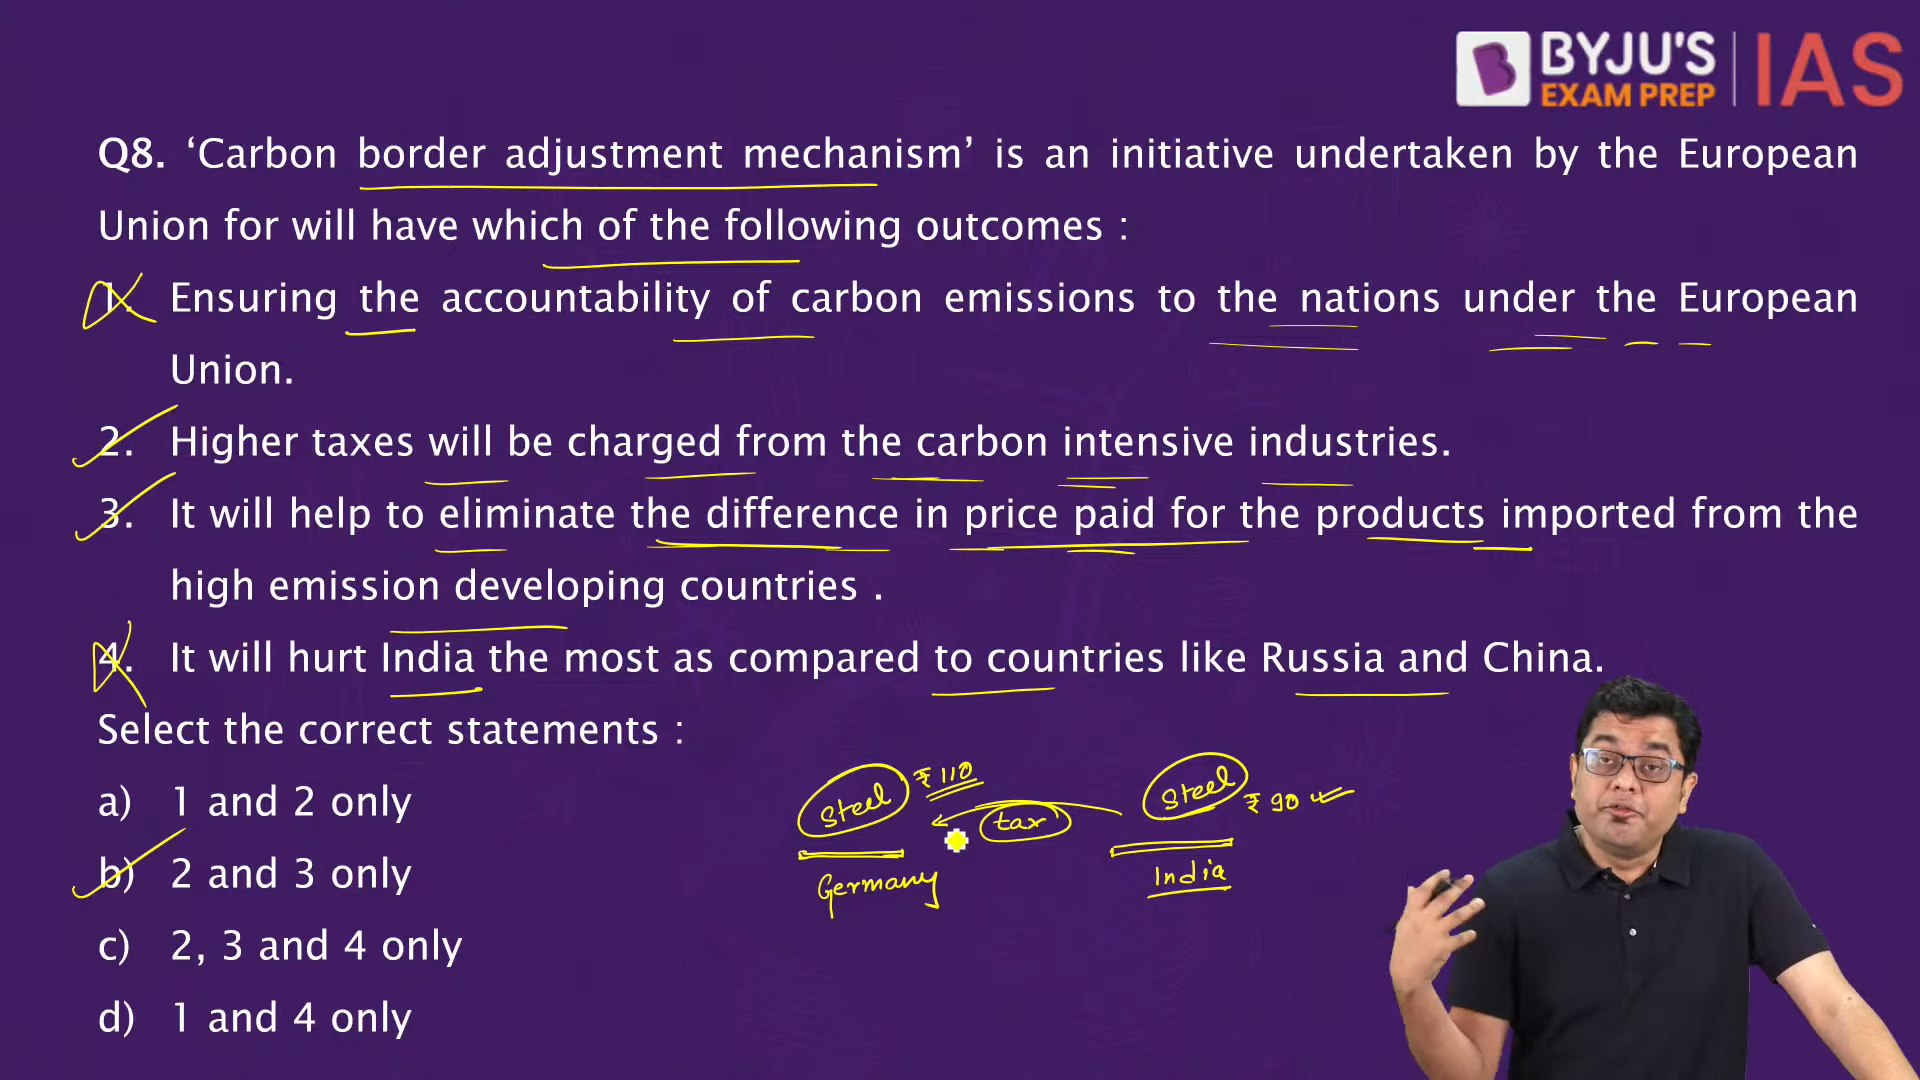 BYJU'S
EXAM PREP
IAS
Q8. ‘Carbon border adjustment mechanism’ is an initiative undertaken by the European
Union for will have which of the following outcomes :
1. Ensuring the accountability of carbon emissions to the nations under the European
Union.
2. Higher taxes will be charged from the carbon intensive industries.
3. It will help to eliminate the difference in price paid for the products imported from the
high emission developing countries .
4. It will hurt India the most as compared to countries like Russia and China.
Select the correct statements :
a) 1 and 2 only
b) 2 and 3 only
c) 2, 3 and 4 only
d) 1 and 4 only
Steel ₹ 110
tax
Steel ₹ 90
Germany
India